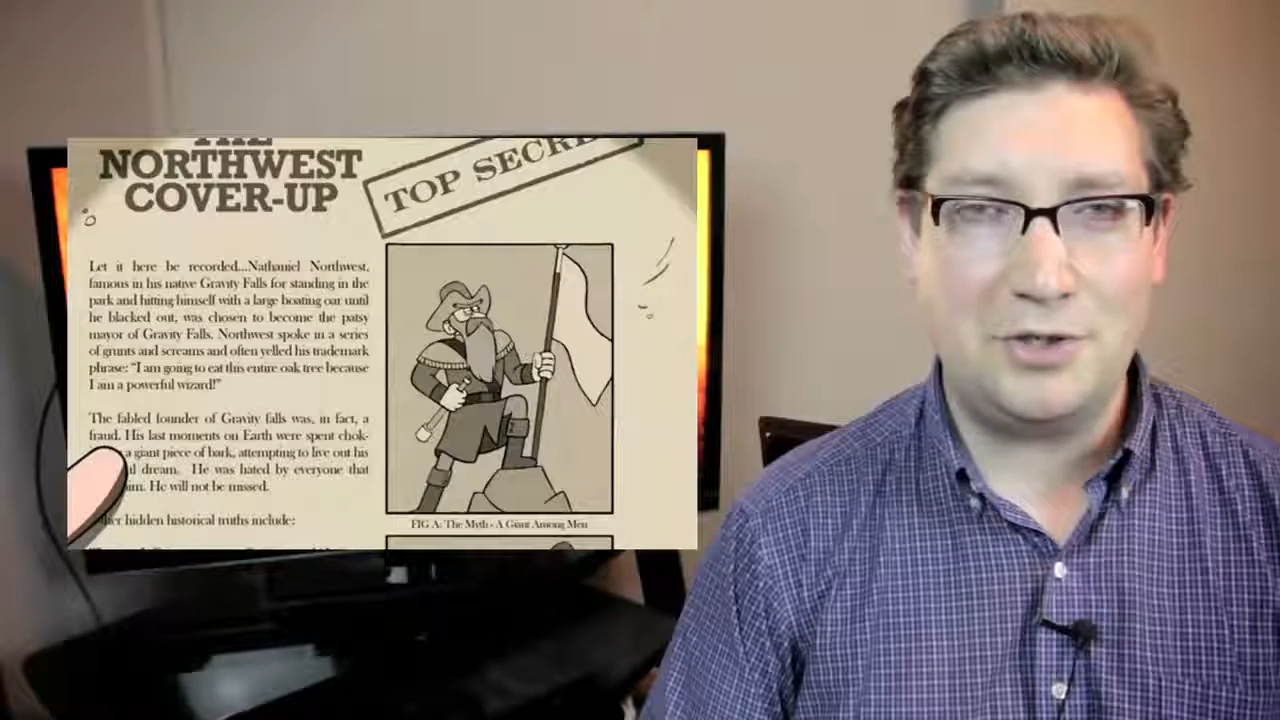 THE
NORTHWEST
COVER-UP
TOP SECRE
Let it here be recorded...Nathaniel Northwest,
famous in his native Gravity Falls for standing in the
park and hitting himself with a large boating oar until
he blacked out, was chosen to become the patsy
mayor of Gravity Falls. Northwest spoke in a series
of grunts and screams and often yelled his trademark
phrase: “I am going to eat this entire oak tree because
I am a powerful wizard!”
The fabled founder of Gravity falls was, in fact, a
fraud. His last moments on Earth were spent chok-
a giant piece of bark, attempting to live out his
dream. He was hated by everyone that
him. He will not be missed.
hidden historical truths include:
FIG A: The Myth - A Giant Among Men